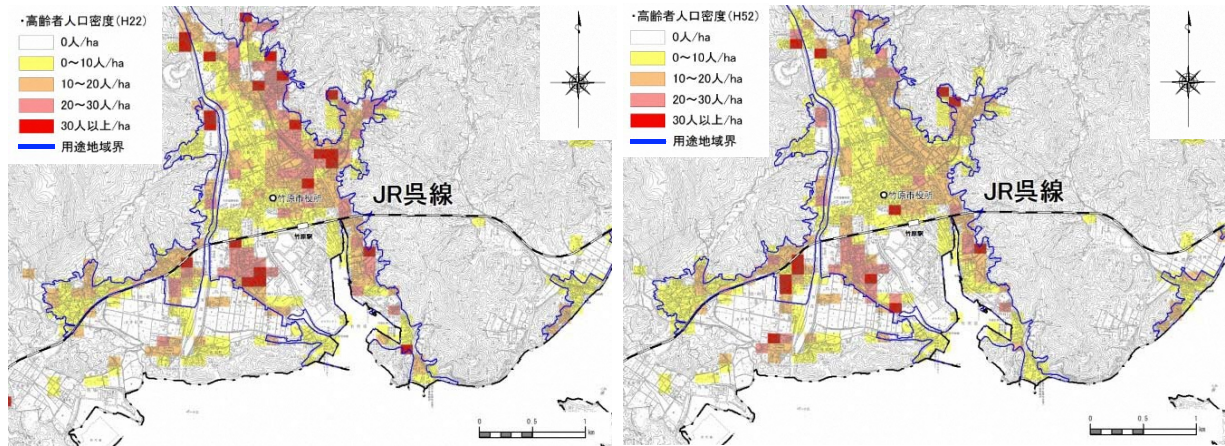 ・高齢者人口密度(H22)
0人/ha
0～10人/ha
10～20人/ha
20～30人/ha
30人以上/ha
用途地域界
竹原市役所
JR呉線
竹原駅
0 0.5 1
km
・高齢者人口密度(H52)
0人/ha
0～10人/ha
10～20人/ha
20～30人/ha
30人以上/ha
用途地域界
竹原市役所
JR呉線
竹原駅
0 0.5 1
km